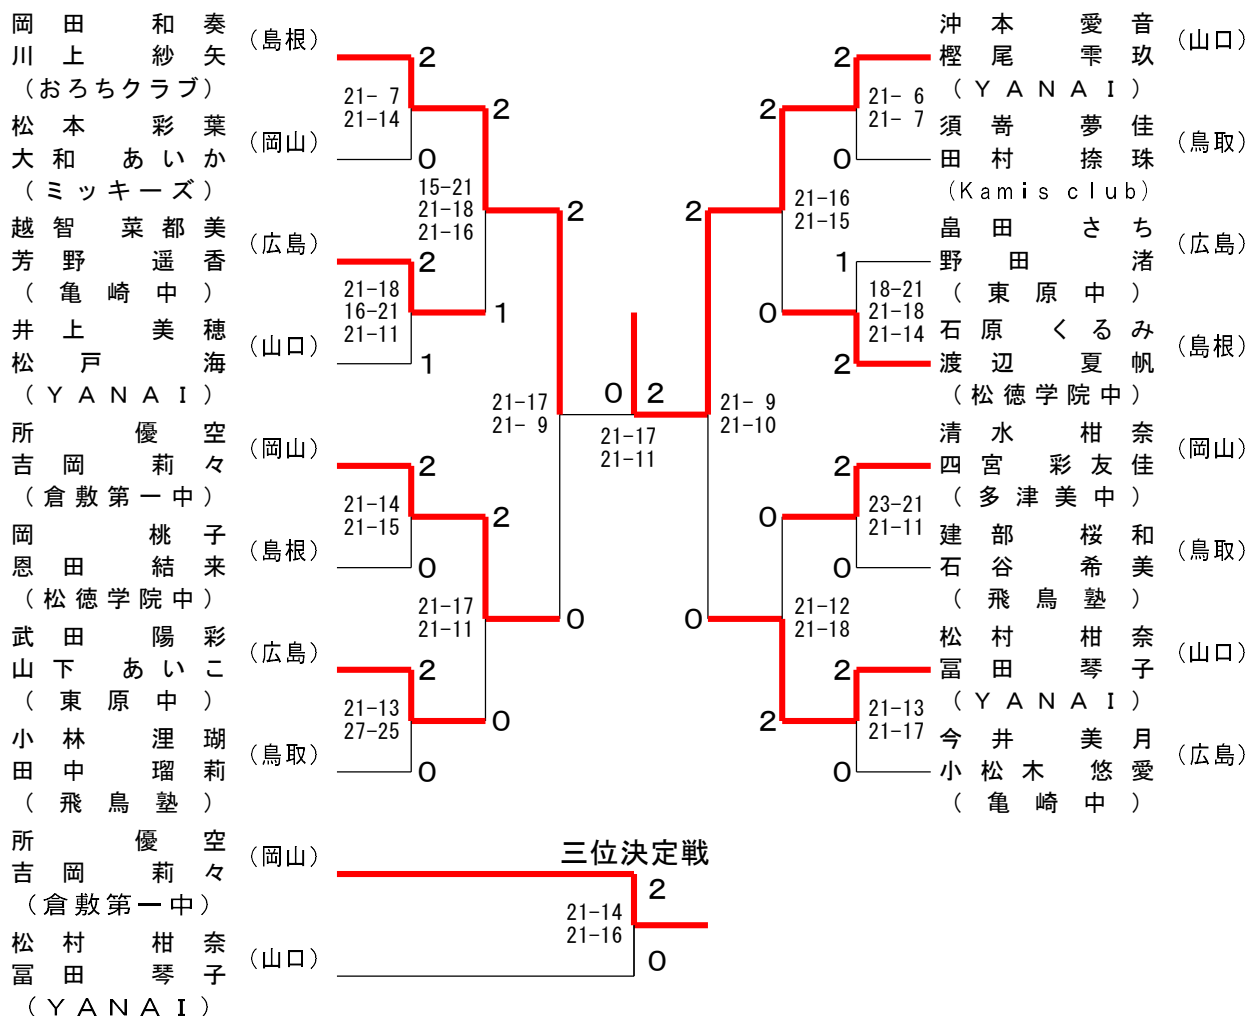 岡田 和奏
川上 紗矢
(おろちクラブ)
(島根)
2
21- 7
21-14
松本 彩葉
大和 あいか
(ミッキーズ)
(岡山)
0
2
15-21
21-18
21-16
越智 菜都美
芳野 遥香
(亀崎中)
(広島)
2
21-18
16-21
21-11
井上 美穂
松戸 海
(YANAI)
(山口)
1
1
2
21-17
21- 9
所 優空
吉岡 莉々
(倉敷第一中)
(岡山)
2
21-14
21-15
岡 桃子
恩田 結来
(松徳学院中)
(島根)
0
2
21-17
21-11
武田 陽彩
山下 あいこ
(東原中)
(広島)
2
21-13
27-25
小林 浬瑚
田中 瑠莉
(飛鳥塾)
(鳥取)
0
0
0
0 2
21-17
21-11
沖本 愛音
樫尾 雫玖
(YANAI)
(山口)
2
21- 6
21- 7
須嵜 夢佳
田村 捺珠
(Kamis club)
(鳥取)
0
2
21-16
21-15
畠田 さち
野田 渚
(東原中)
(広島)
1
18-21
21-18
21-14
石原 くるみ
渡辺 夏帆
(松徳学院中)
(島根)
2
0
2
21- 9
21-10
清水 柑奈
四宮 彩友佳
(多津美中)
(岡山)
2
23-21
21-11
建部 桜和
石谷 希美
(飛鳥塾)
(鳥取)
0
0
21-12
21-18
松村 柑奈
冨田 琴子
(YANAI)
(山口)
2
21-13
21-17
今井 美月
小松木 悠愛
(亀崎中)
(広島)
0
2
0
三位決定戦
所 優空
吉岡 莉々
(倉敷第一中)
(岡山)
2
21-14
21-16
松村 柑奈
冨田 琴子
(YANAI)
(山口)
0